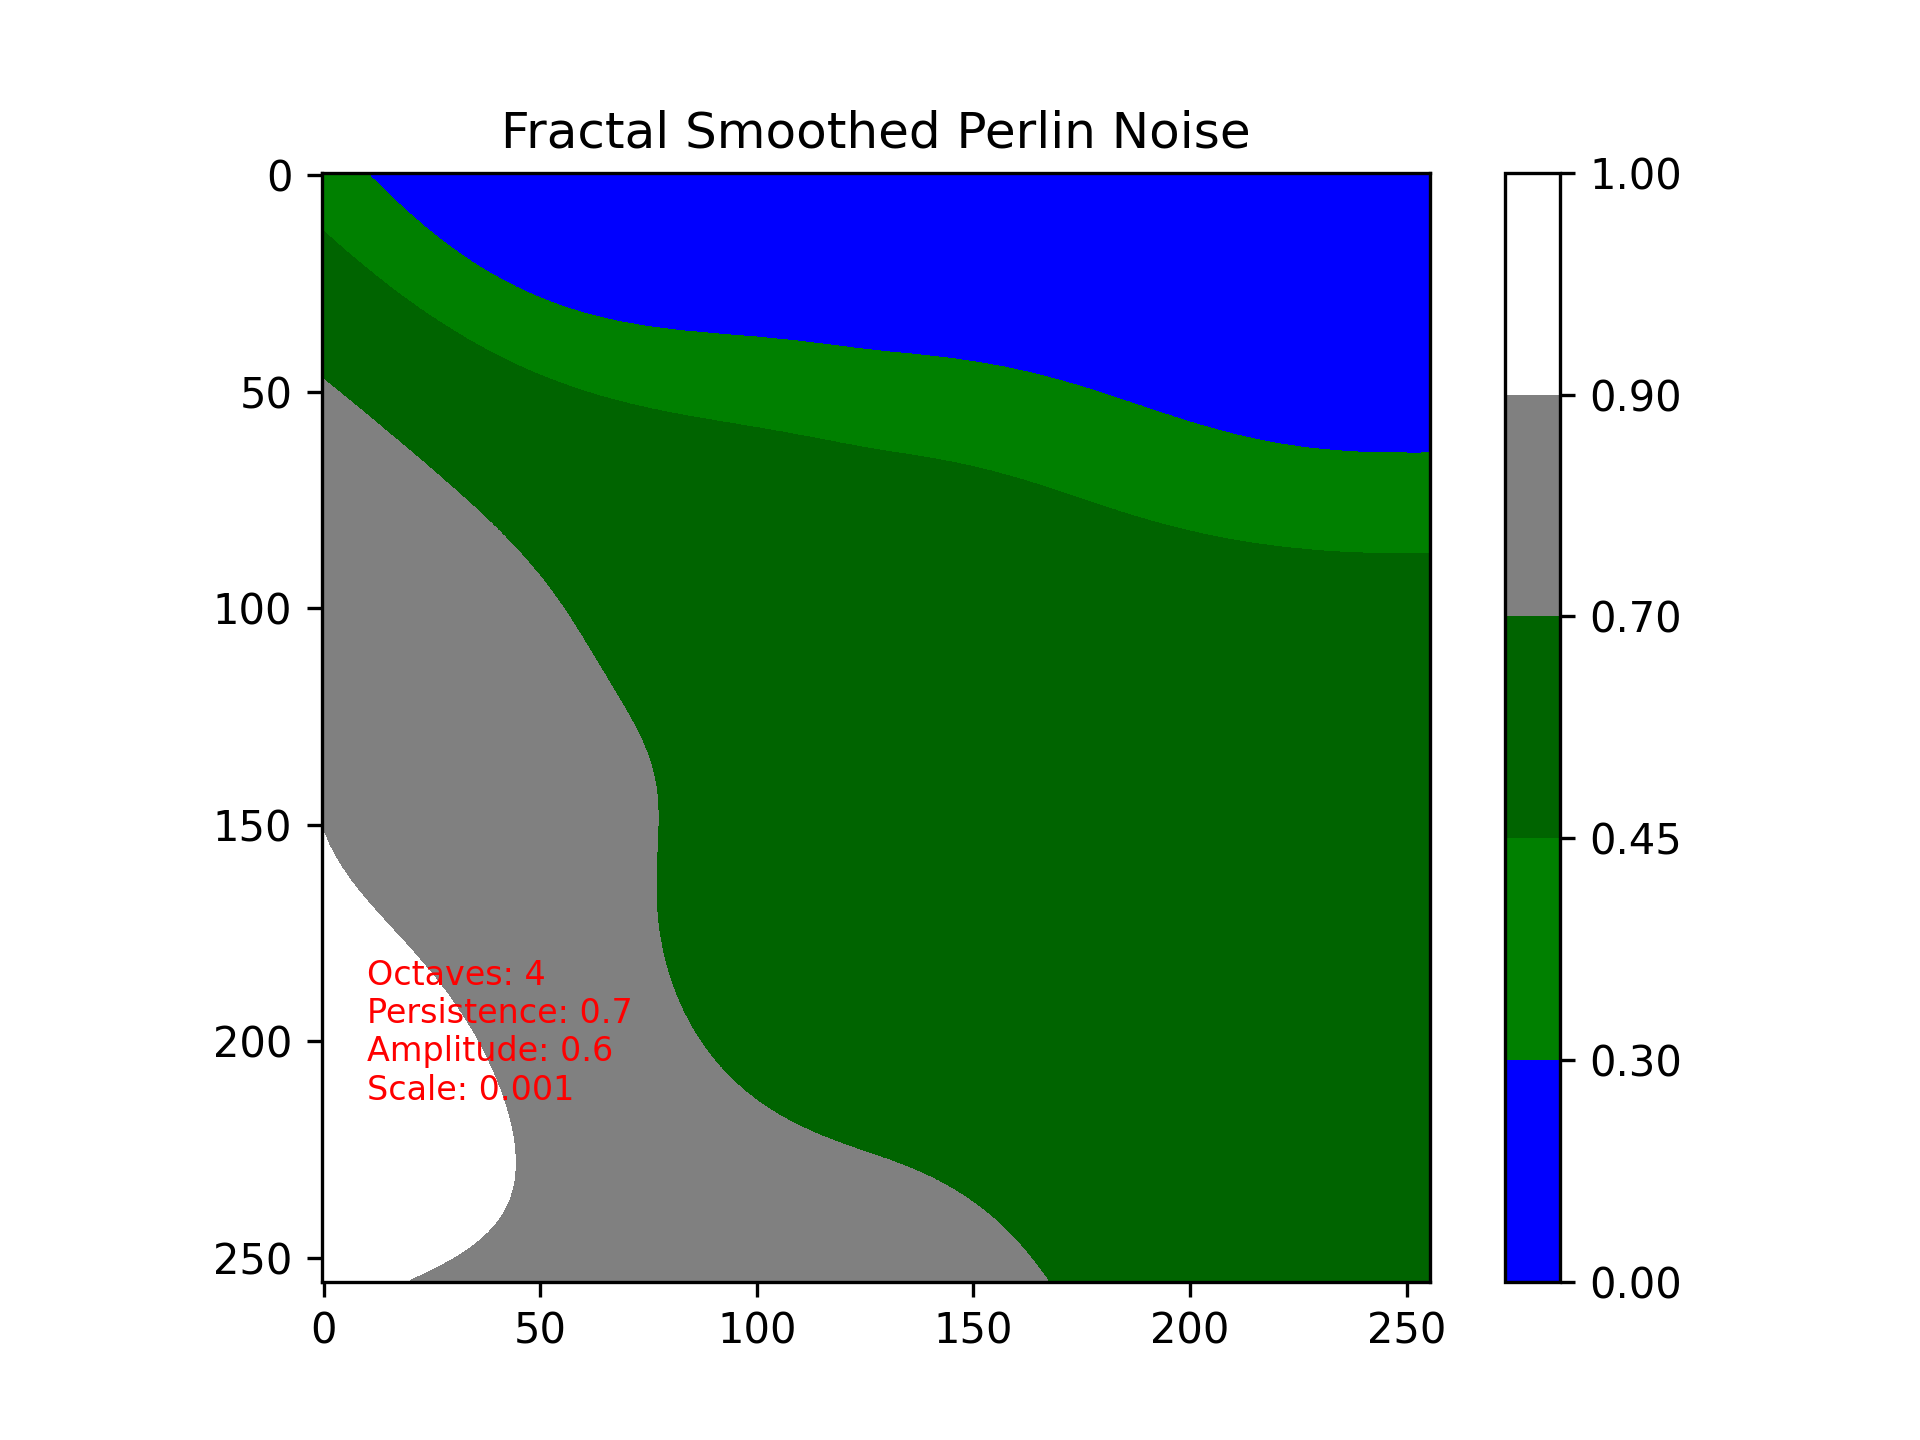 Fractal Smoothed Perlin Noise
0
50
100
150
200
250
Octaves: 4
Persistence: 0.7
Amplitude: 0.6
Scale: 0.001
0 50 100 150 200 250
1.00
0.90
0.70
0.45
0.30
0.00